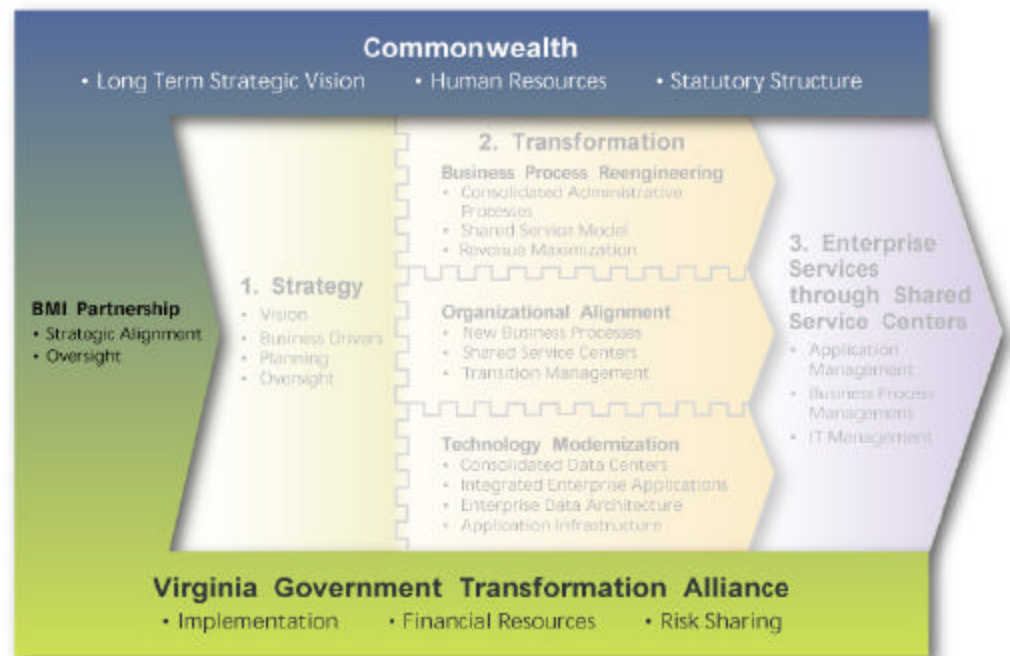 Commonwealth
• Long Term Strategic Vision • Human Resources • Statutory Structure
BMI Partnership
• Strategic Alignment
• Oversight
1. Strategy
• Vision
• Business Drivers
• Planning
• Oversight
2. Transformation
Business Process Reengineering
• Consolidated Administrative
Processes
• Shared Service Model
• Revenue Maximization
Organizational Alignment
• New Business Processes
• Shared Service Centers
• Transition Management
Technology Modernization
• Consolidated Data Centers
• Integrated Enterprise Applications
• Enterprise Data Architecture
• Application Infrastructure
3. Enterprise
Services
through Shared
Service Centers
• Application
Management
• Business Process
Management
• IT Management
Virginia Government Transformation Alliance
• Implementation • Financial Resources • Risk Sharing